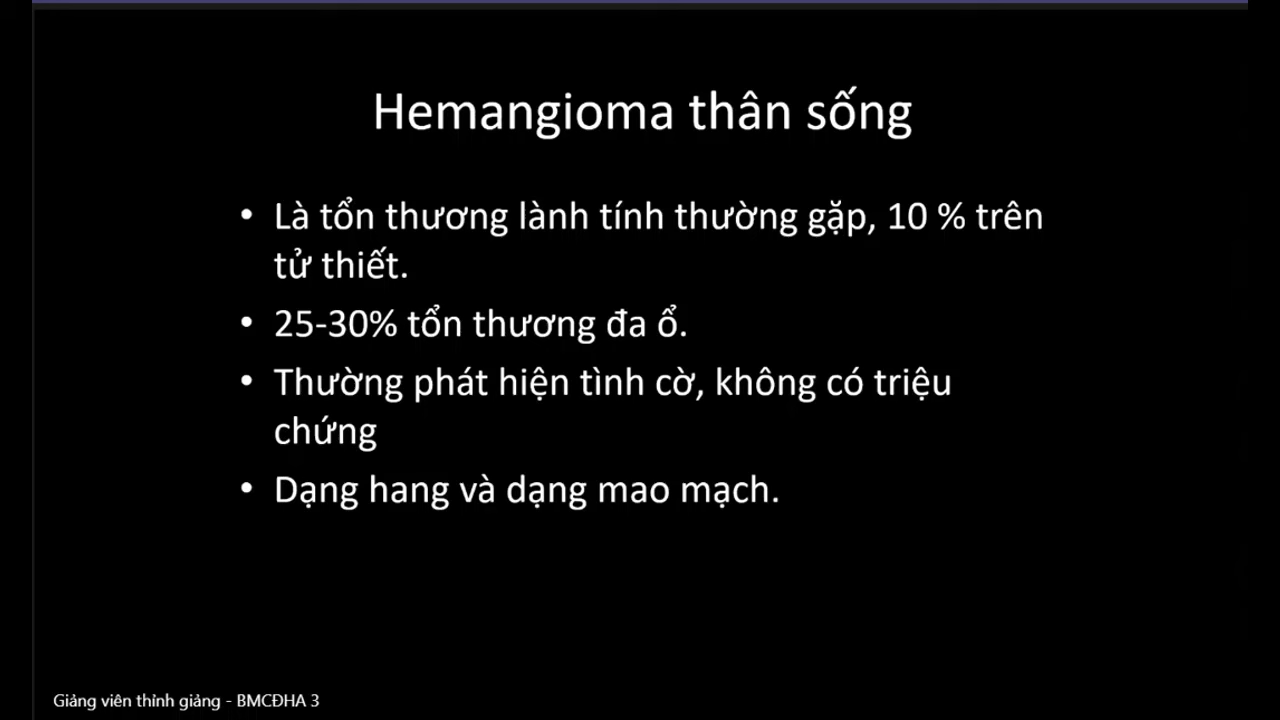 Hemangioma thân sống
• Là tổn thương lành tính thường gặp, 10 % trên
tử thiết.
• 25-30% tổn thương đa ổ.
• Thường phát hiện tình cờ, không có triệu
chứng
• Dạng hang và dạng mao mạch.
Giảng viên thỉnh giảng - BMCĐHA 3